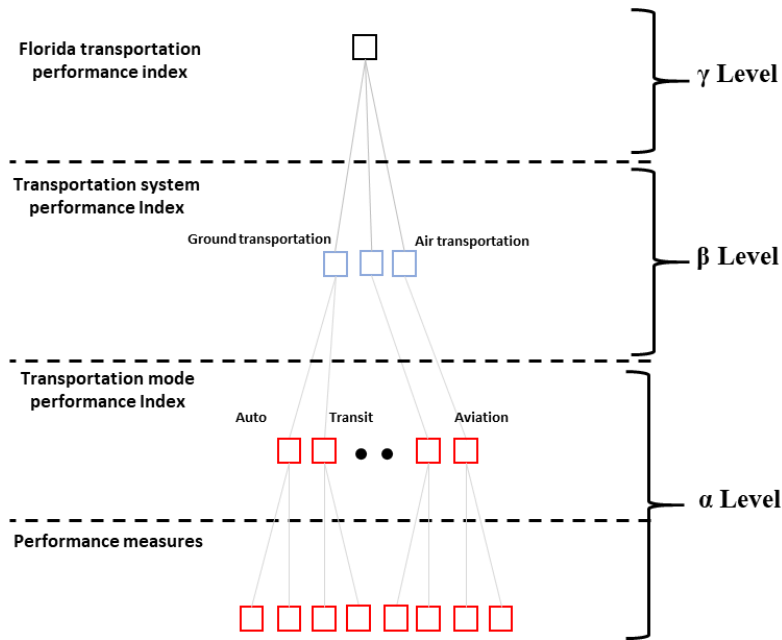 Florida transportation
performance index
γ Level
Transportation system
performance Index
Ground transportation
Air transportation
β Level
Transportation mode
performance Index
Auto
Transit
Aviation
α Level
Performance measures